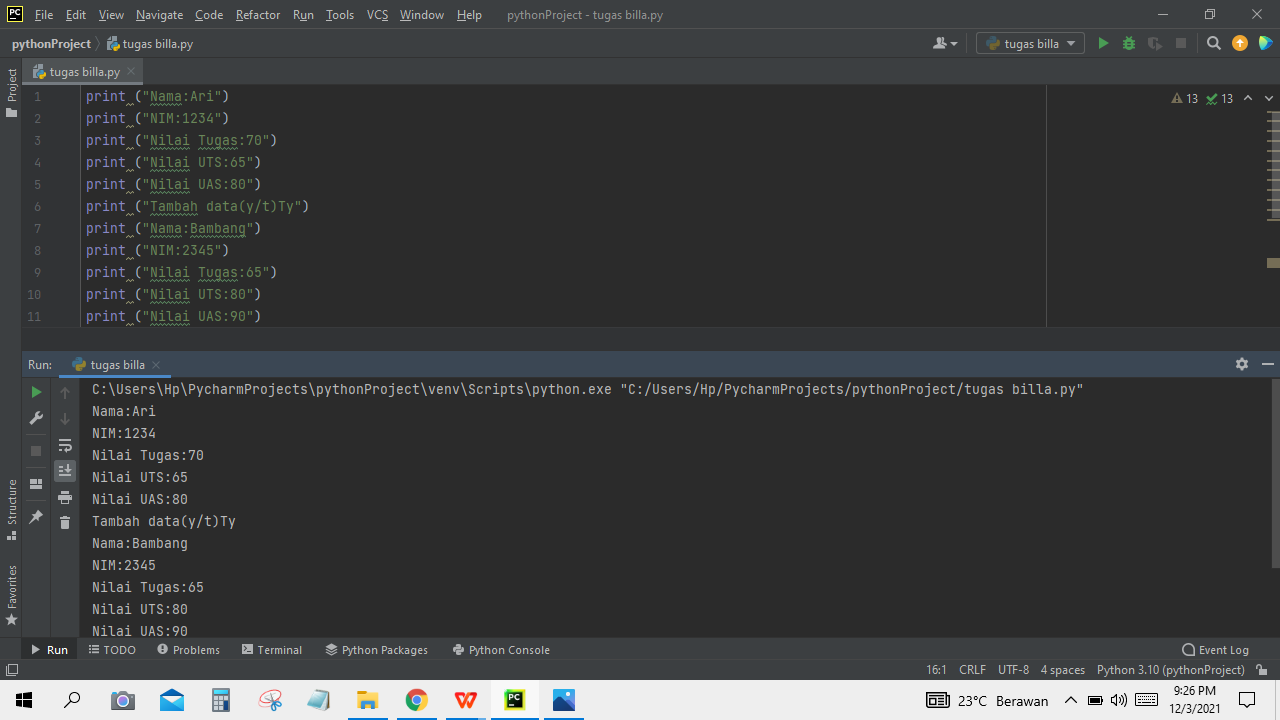 PC File Edit View Navigate Code Refactor Run Tools VCS Window Help pythonProject - tugas billa.py
pythonProject tugas billa.py tugas billa
Project
tugas billa.py
1 print ("Nama:Ari") 13 13
2 print ("NIM:1234")
3 print ("Nilai Tugas:70")
4 print ("Nilai UTS:65")
5 print ("Nilai UAS:80")
6 print ("Tambah data(y/t)Ty")
7 print ("Nama:Bambang")
8 print ("NIM:2345")
9 print ("Nilai Tugas:65")
10 print ("Nilai UTS:80")
11 print ("Nilai UAS:90")
Run: tugas billa
C:\Users\Hp\PycharmProjects\pythonProject\venv\Scripts\python.exe "C:/Users/Hp/PycharmProjects/pythonProject/tugas billa.py"
Nama:Ari
NIM:1234
Nilai Tugas:70
Nilai UTS:65
Nilai UAS:80
Tambah data(y/t)Ty
Nama:Bambang
NIM:2345
Nilai Tugas:65
Nilai UTS:80
Nilai UAS:90
Structure
Favorites
Run TODO Problems Terminal Python Packages Python Console Event Log
16:1 CRLF UTF-8 4 spaces Python 3.10 (pythonProject)
W PC 23°C Berawan 9:26 PM
12/3/2021